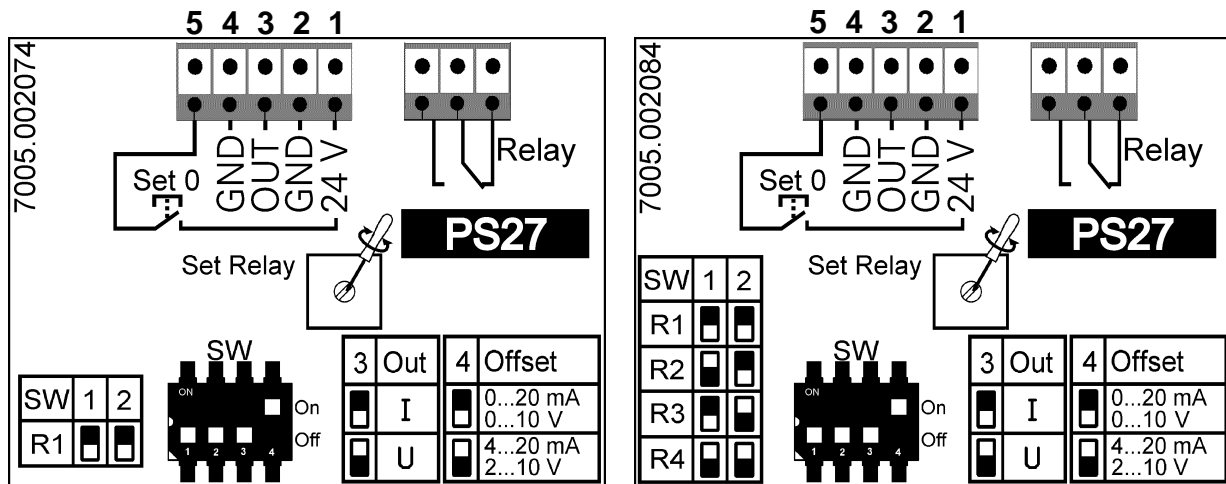 5 4 3 2 1
7005.002074
GND
OUT
GND
24 V
Relay
Set 0
PS27
Set Relay
SW
ON
On
Off
1 2 3 4
SW 1 2
R1
3 Out
I
U
4 Offset
0...20 mA
0...10 V
4...20 mA
2...10 V
5 4 3 2 1
7005.002084
GND
OUT
GND
24 V
Relay
Set 0
PS27
Set Relay
SW 1 2
R1
R2
R3
R4
SW
ON
On
Off
1 2 3 4
3 Out
I
U
4 Offset
0...20 mA
0...10 V
4...20 mA
2...10 V